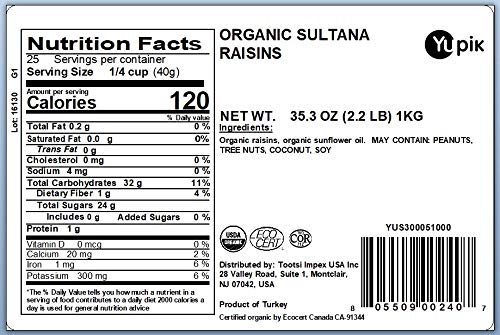 Lot: 16130 G1
Nutrition Facts
25 Servings per container
Serving Size 1/4 cup (40g)
Amount per serving
Calories 120
% Daily value
Total Fat 0.2 g 0%
Saturated Fat 0.0 g 0%
Trans Fat 0 g
Cholesterol 0 mg 0%
Sodium 4 mg 0%
Total Carbohydrates 32 g 11%
Dietary Fiber 1 g 4%
Total Sugars 24 g
Includes 0 g Added Sugars 0%
Protein 1 g
Vitamin D 0 mcg 0%
Calcium 20 mg 2%
Iron 1 mg 6%
Potassium 300 mg 6%
*The % Daily Value tells you how much a nutrient in a
serving of food contributes to a daily diet 2000 calories a
day is used for general nutrition advice
ORGANIC SULTANA
RAISINS
Yupik
NET WT. 35.3 OZ (2.2 LB) 1KG
Ingredients:
Organic raisins, organic sunflower oil. MAY CONTAIN: PEANUTS,
TREE NUTS, COCONUT, SOY
USDA
ORGANIC
ECO
CERT
COR
Distributed by: Tootsi Impex USA Inc
28 Valley Road, Suite 1, Montclair,
NJ 07042, USA
Product of Turkey
Certified organic by Ecocert Canada CA-91344
YUS300051000
8 05509 00240 7